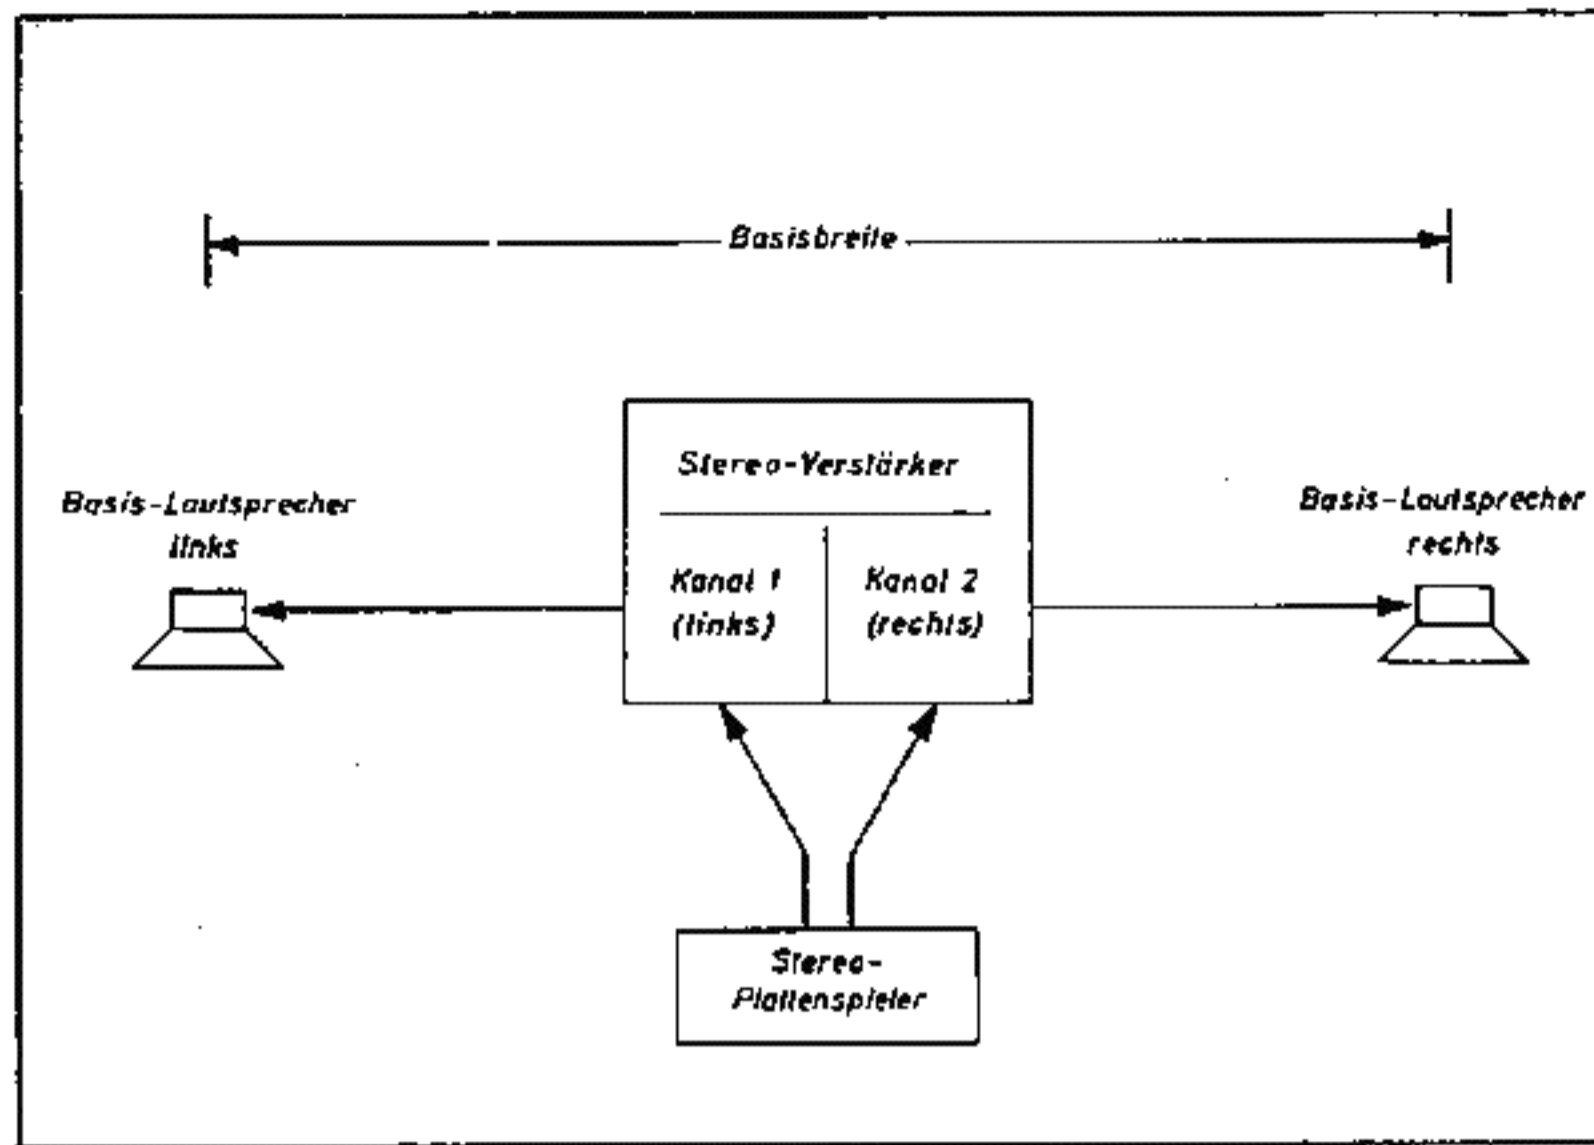 Basisbreite
Stereo-Verstärker
Basis-Lautsprecher
links
Basis-Lautsprecher
rechts
Kanal 1
(links)
Kanal 2
(rechts)
Stereo-
Plattenspieler